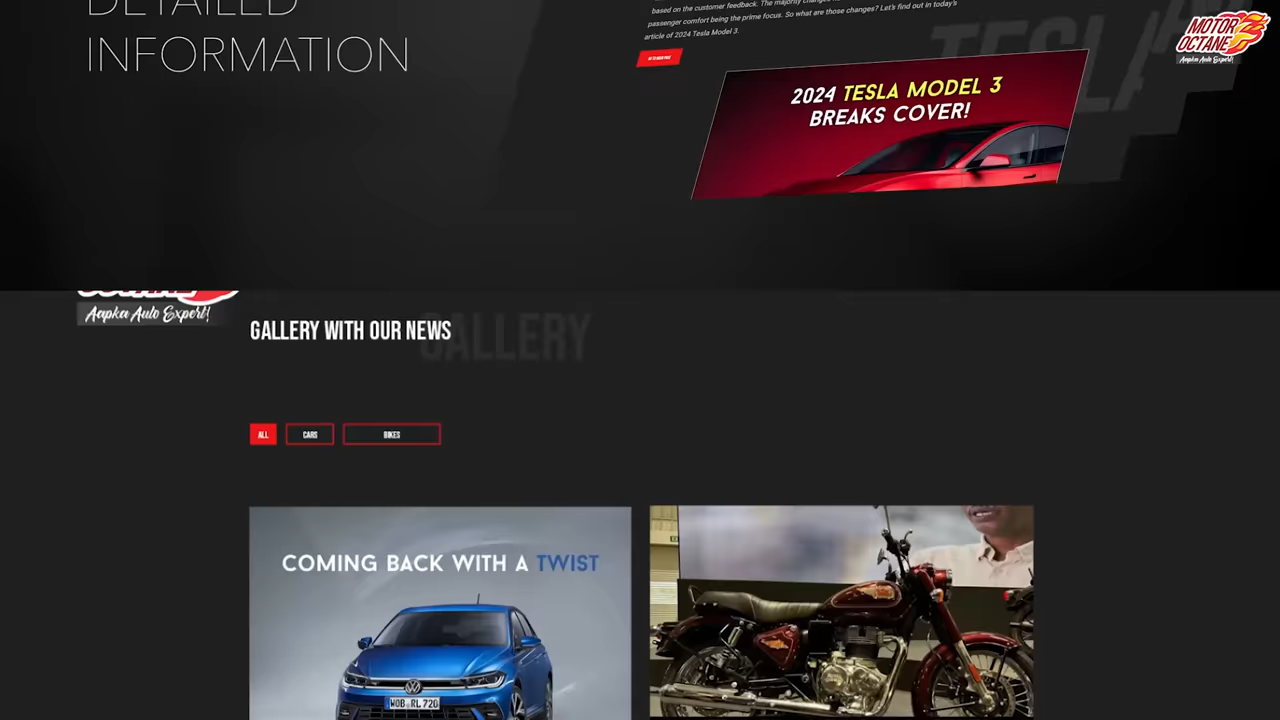 DETAILED
INFORMATION
based on the customer feedback. The majority changes
passenger comfort being the prime focus. So what are those changes? Let's find out in today's
article of 2024 Tesla Model 3.
2024 TESLA MODEL 3
BREAKS COVER!
TESLA
MOTOR
OCTANE
Aapka Auto Expert!
OCTANE
Aapka Auto Expert!
GALLERY WITH OUR NEWS
GALLERY
ALL
CARS
BIKES
COMING BACK WITH A TWIST
WOB RL 720